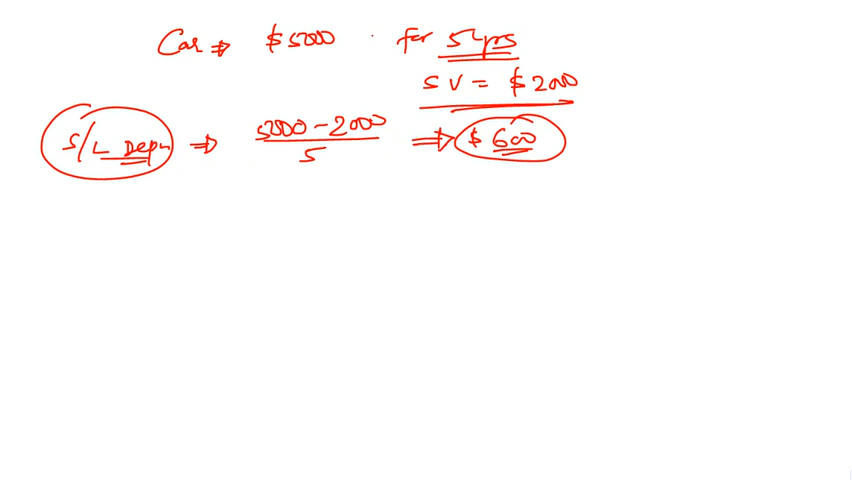 Car ⇒ $5000 for 5 yrs
SV = $2000
S/L Depn ⇒ 5000 - 2000 / 5 ⇒ $600